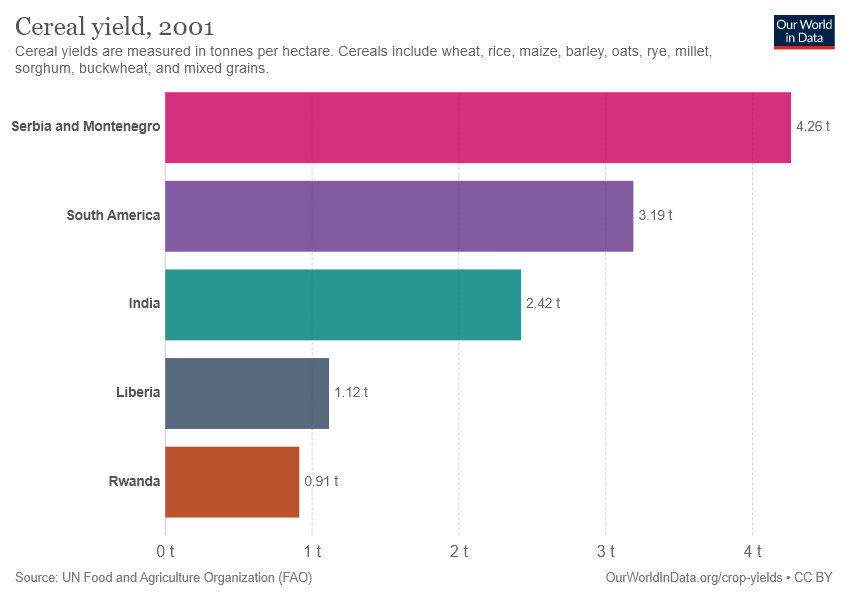 Cereal yield, 2001
Our World
in Data
Cereal yields are measured in tonnes per hectare. Cereals include wheat, rice, maize, barley, oats, rye, millet,
sorghum, buckwheat, and mixed grains.
Serbia and Montenegro
4.26 t
South America
3.19 t
India
2.42 t
Liberia
1.12 t
Rwanda
0.91 t
0 t
1 t
2 t
3 t
4 t
Source: UN Food and Agriculture Organization (FAO)
OurWorldInData.org/crop-yields • CC BY